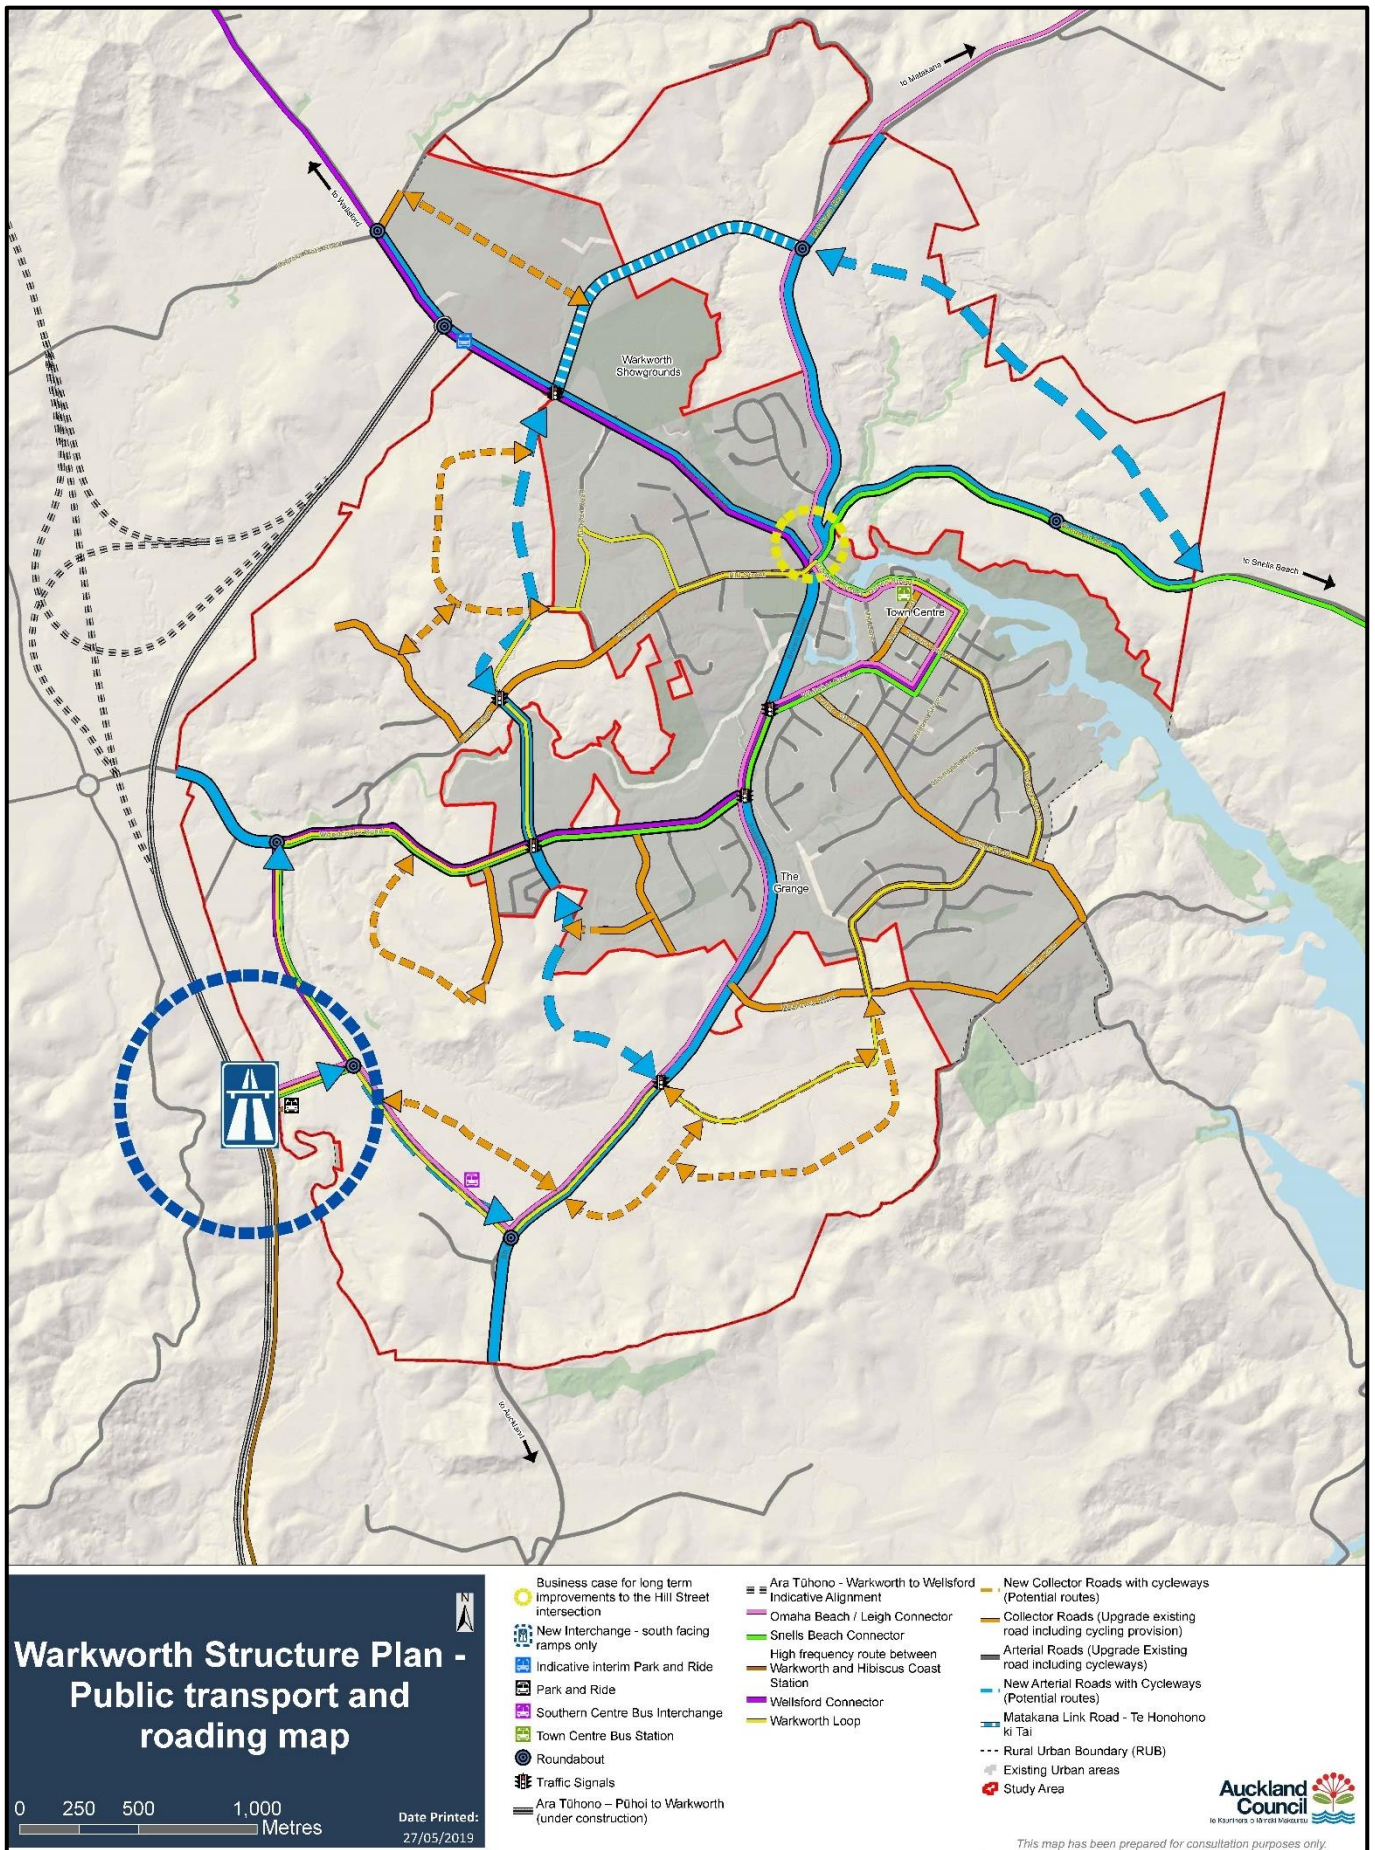 to Matakana
to Wellsford
Warkworth
Showgrounds
to Snells Beach
Town Centre
The
Grange
to Auckland
N
Warkworth Structure Plan -
Public transport and
roading map
0 250 500 1,000
Metres
Date Printed:
27/05/2019
Business case for long term
improvements to the Hill Street
intersection
New Interchange - south facing
ramps only
Indicative interim Park and Ride
Park and Ride
Southern Centre Bus Interchange
Town Centre Bus Station
Roundabout
Traffic Signals
Ara Tūhono – Pūhoi to Warkworth
(under construction)
Ara Tūhono - Warkworth to Wellsford
Indicative Alignment
Omaha Beach / Leigh Connector
Snells Beach Connector
High frequency route between
Warkworth and Hibiscus Coast
Station
Wellsford Connector
Warkworth Loop
New Collector Roads with cycleways
(Potential routes)
Collector Roads (Upgrade existing
road including cycling provision)
Arterial Roads (Upgrade Existing
road including cycleways)
New Arterial Roads with Cycleways
(Potential routes)
Matakana Link Road - Te Honohono
ki Tai
Rural Urban Boundary (RUB)
Existing Urban areas
Study Area
Auckland
Council
Te Kaunihera o Tāmaki Makaurau
This map has been prepared for consultation purposes only.